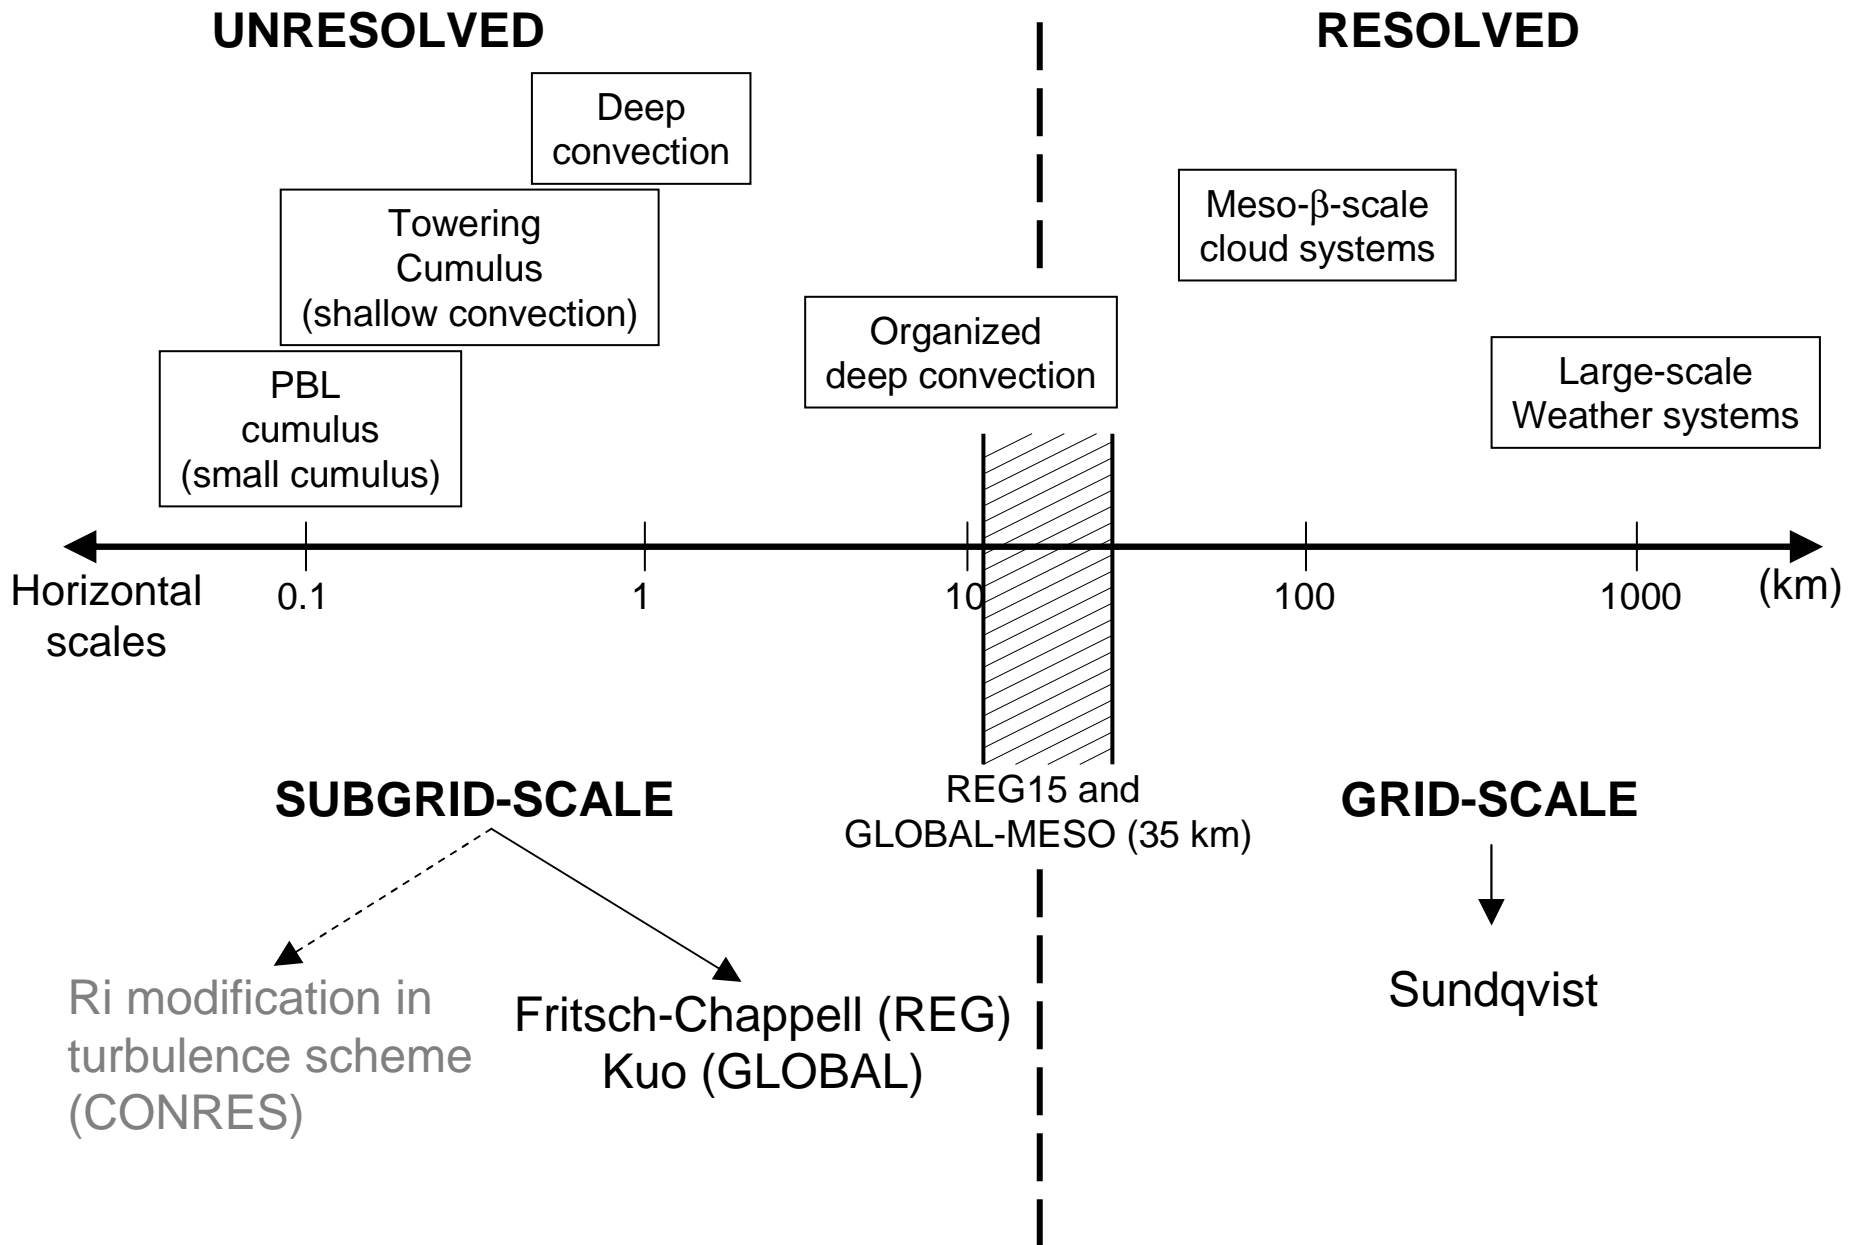 UNRESOLVED
RESOLVED
Deep
convection
Towering
Cumulus
(shallow convection)
PBL
cumulus
(small cumulus)
Organized
deep convection
Meso-β-scale
cloud systems
Large-scale
Weather systems
Horizontal
scales
0.1
1
10
100
1000
(km)
SUBGRID-SCALE
REG15 and
GLOBAL-MESO (35 km)
GRID-SCALE
Ri modification in
turbulence scheme
(CONRES)
Fritsch-Chappell (REG)
Kuo (GLOBAL)
Sundqvist